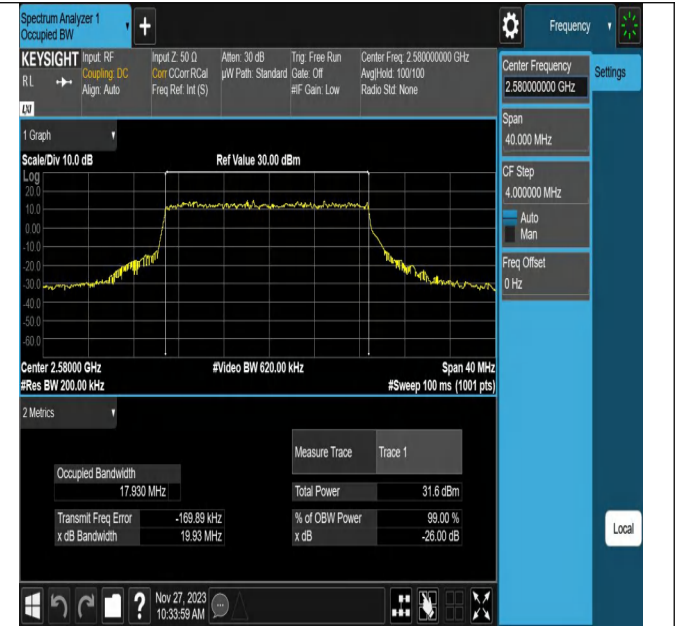 Spectrum Analyzer 1
Occupied BW
+
Frequency
KEYSIGHT Input: RF Input Z: 50 Ω Atten: 30 dB Trig: Free Run Center Freq: 2.580000000 GHz
RL Coupling: DC Corr CCorr RCal µW Path: Standard Gate: Off Avg|Hold: 100/100
Align: Auto Freq Ref: Int (S) #IF Gain: Low Radio Std: None
LXI
Center Frequency
2.580000000 GHz
Settings
Span
40.000 MHz
CF Step
4.000000 MHz
Auto
Man
Freq Offset
0 Hz
Local
1 Graph
Scale/Div 10.0 dB Ref Value 30.00 dBm
Log
20.0
10.0
0.00
-10.0
-20.0
-30.0
-40.0
-50.0
-60.0
Center 2.58000 GHz #Video BW 620.00 kHz Span 40 MHz
#Res BW 200.00 kHz #Sweep 100 ms (1001 pts)
2 Metrics
Measure Trace Trace 1
Occupied Bandwidth
17.930 MHz
Total Power 31.6 dBm
Transmit Freq Error -169.89 kHz % of OBW Power 99.00 %
x dB Bandwidth 19.93 MHz x dB -26.00 dB
? Nov 27, 2023
10:33:59 AM